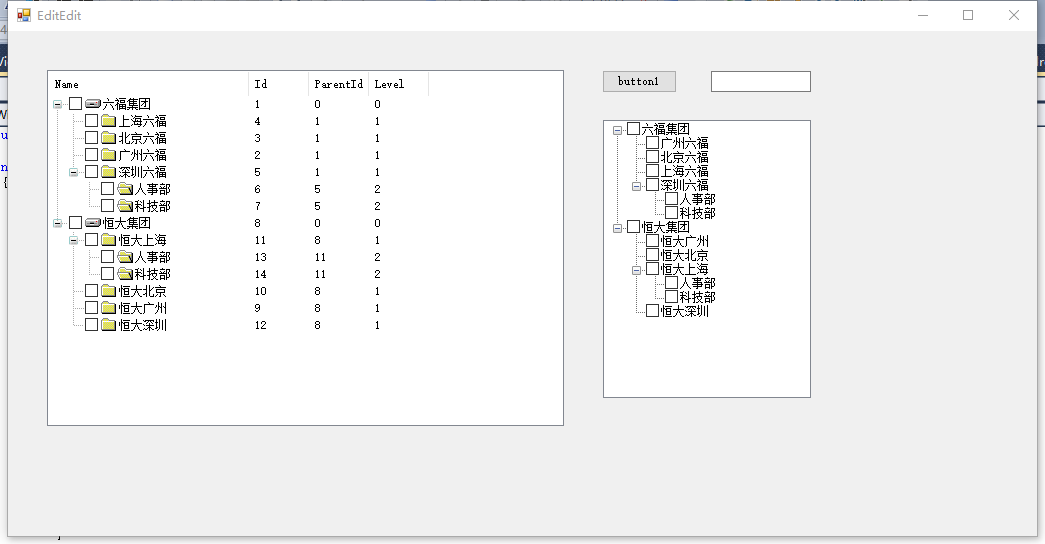 EditEdit
Name Id ParentId Level
六福集团 1 0 0
上海六福 4 1 1
北京六福 3 1 1
广州六福 2 1 1
深圳六福 5 1 1
人事部 6 5 2
科技部 7 5 2
恒大集团 8 0 0
恒大上海 11 8 1
人事部 13 11 2
科技部 14 11 2
恒大北京 10 8 1
恒大广州 9 8 1
恒大深圳 12 8 1
button1
六福集团
广州六福
北京六福
上海六福
深圳六福
人事部
科技部
恒大集团
恒大广州
恒大北京
恒大上海
人事部
科技部
恒大深圳